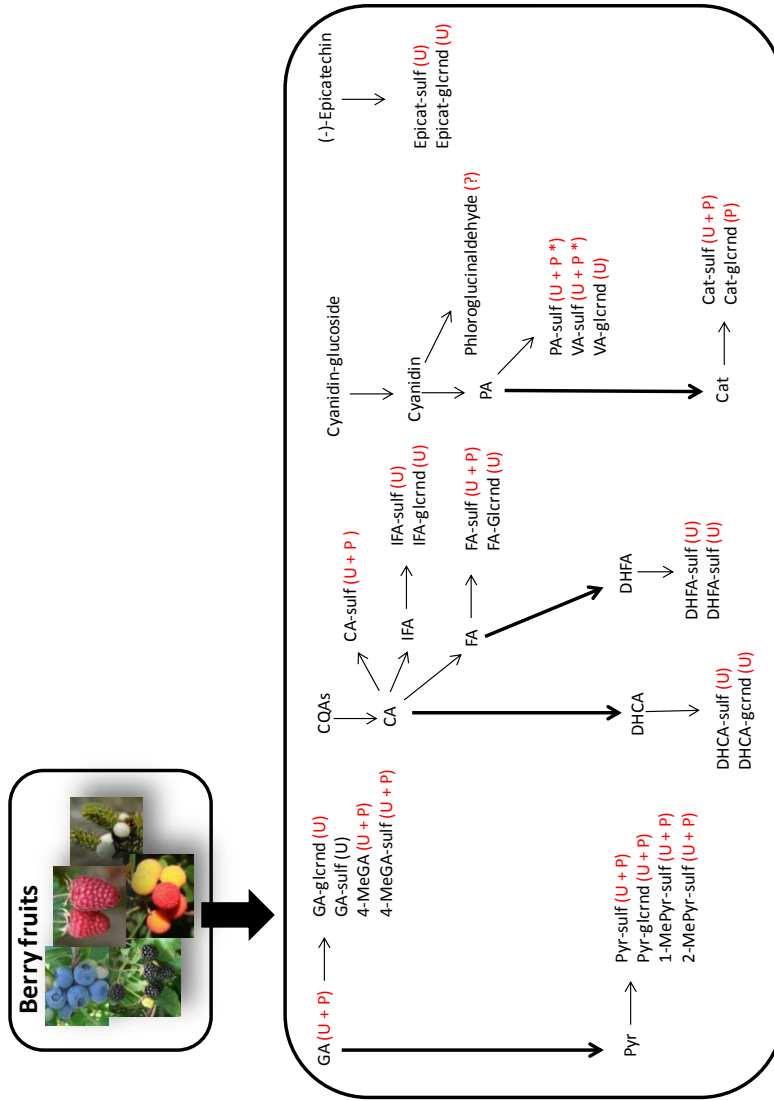 Berry fruits
GA (U + P)
GA-glcrnd (U)
GA-sulf (U)
4-MeGA (U + P)
4-MeGA-sulf (U + P)
Pyr
Pyr-sulf (U + P)
Pyr-glcrnd (U + P)
1-MePyr-sulf (U + P)
2-MePyr-sulf (U + P)
CQAs
CA
CA-sulf (U + P )
IFA
IFA-sulf (U)
IFA-glcrnd (U)
FA
FA-sulf (U + P)
FA-Glcrnd (U)
DHCA
DHCA-sulf (U)
DHCA-gcrnd (U)
DHFA
DHFA-sulf (U)
DHFA-sulf (U)
Cyanidin-glucoside
Cyanidin
Phloroglucinaldehyde (?)
PA
PA-sulf (U + P *)
VA-sulf (U + P *)
VA-glcrnd (U)
Cat
Cat-sulf (U + P)
Cat-glcrnd (P)
(-)-Epicatechin
Epicat-sulf (U)
Epicat-glcrnd (U)